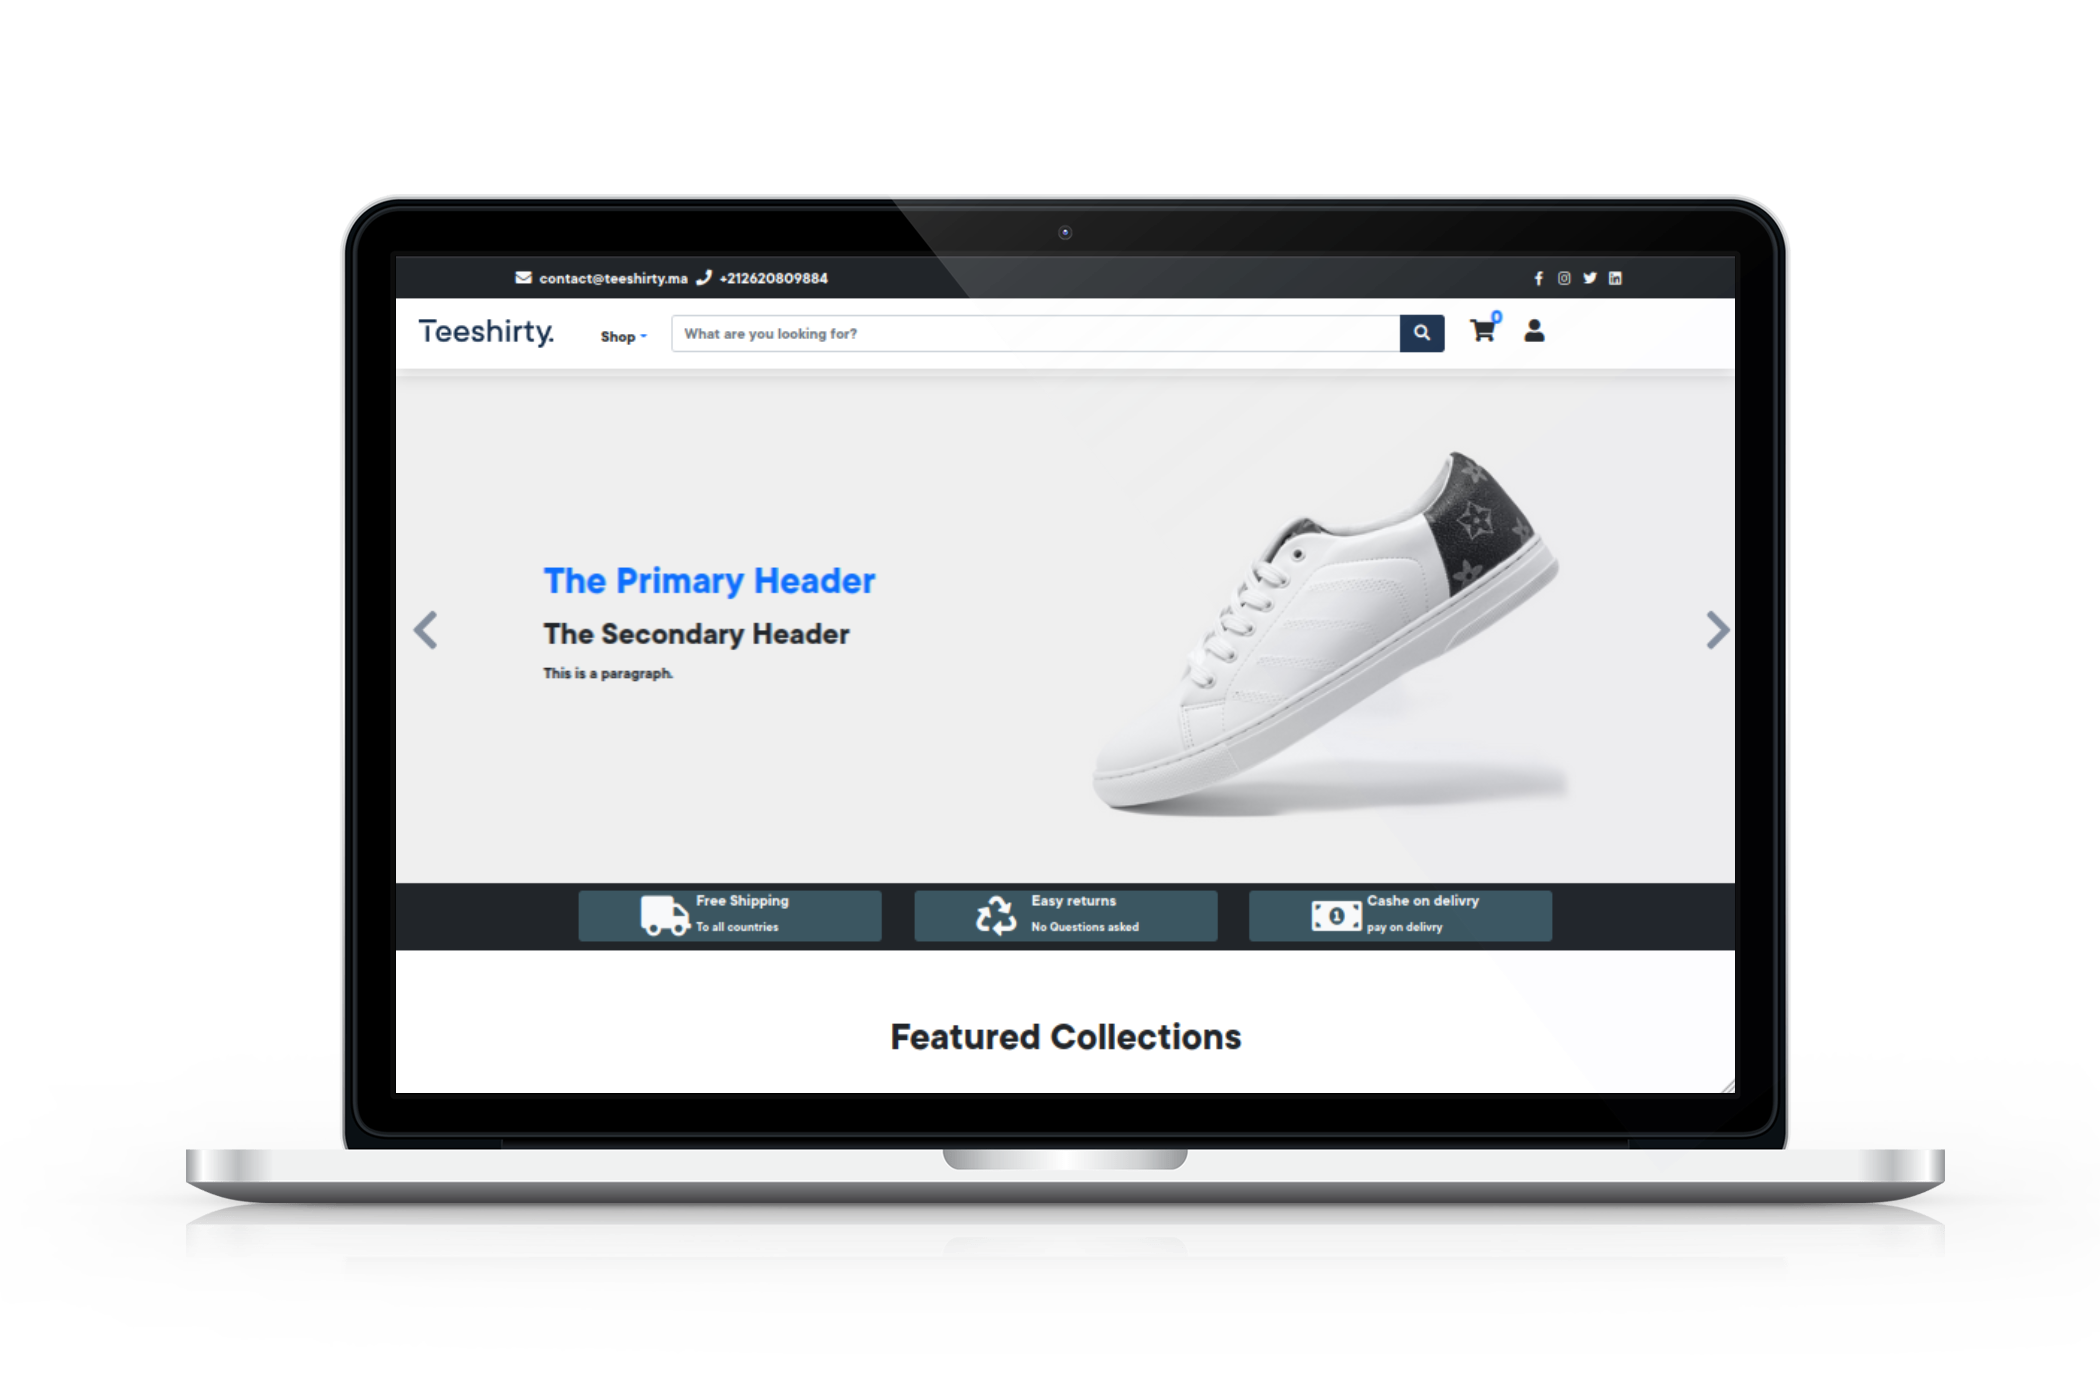 contact@teeshirty.ma +212620809884
Teeshirty.
Shop
What are you looking for?
0
The Primary Header
The Secondary Header
This is a paragraph.
Free Shipping
To all countries
Easy returns
No Questions asked
1
Cashe on delivry
pay on delivry
Featured Collections